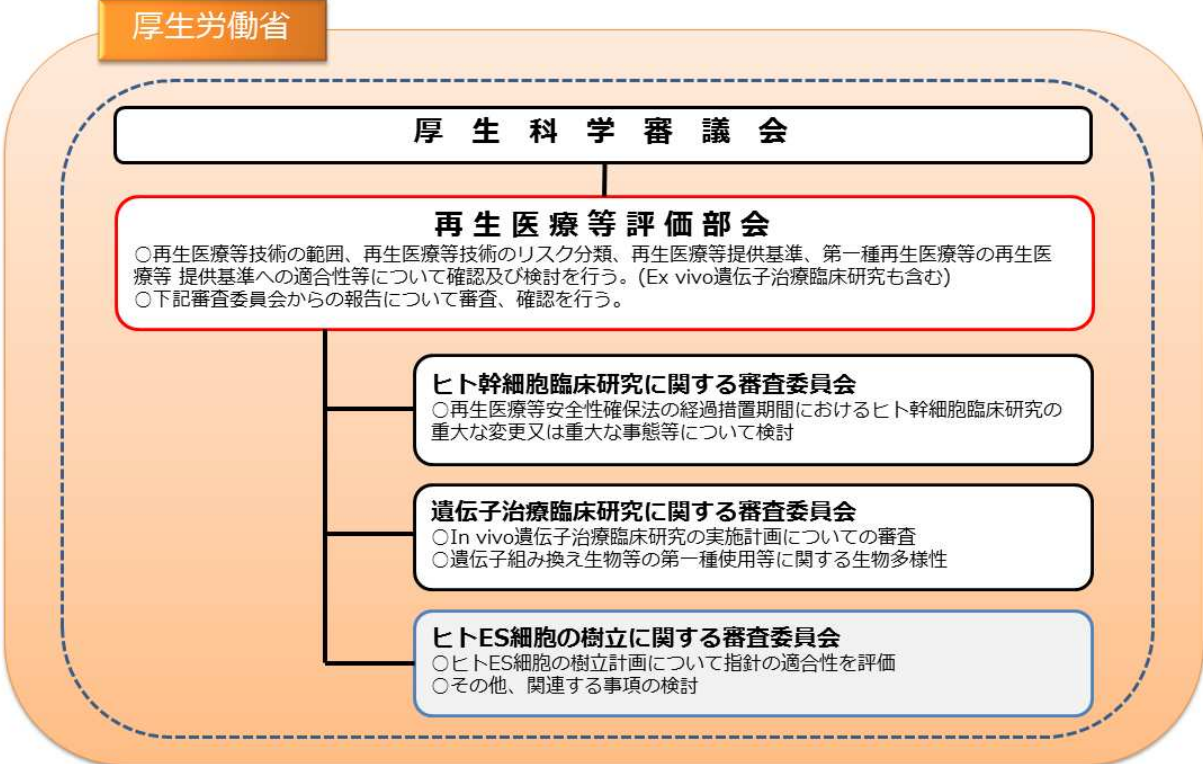 厚生労働省
厚生科学審議会
再生医療等評価部会
○再生医療等技術の範囲、再生医療等技術のリスク分類、再生医療等提供基準、第一種再生医療等の再生医
療等 提供基準への適合性等について確認及び検討を行う。(Ex vivo遺伝子治療臨床研究も含む)
○下記審査委員会からの報告について審査、確認を行う。
ヒト幹細胞臨床研究に関する審査委員会
○再生医療等安全性確保法の経過措置期間におけるヒト幹細胞臨床研究の
重大な変更又は重大な事態等について検討
遺伝子治療臨床研究に関する審査委員会
○In vivo遺伝子治療臨床研究の実施計画についての審査
○遺伝子組み換え生物等の第一種使用等に関する生物多様性
ヒトES細胞の樹立に関する審査委員会
○ヒトES細胞の樹立計画について指針の適合性を評価
○その他、関連する事項の検討